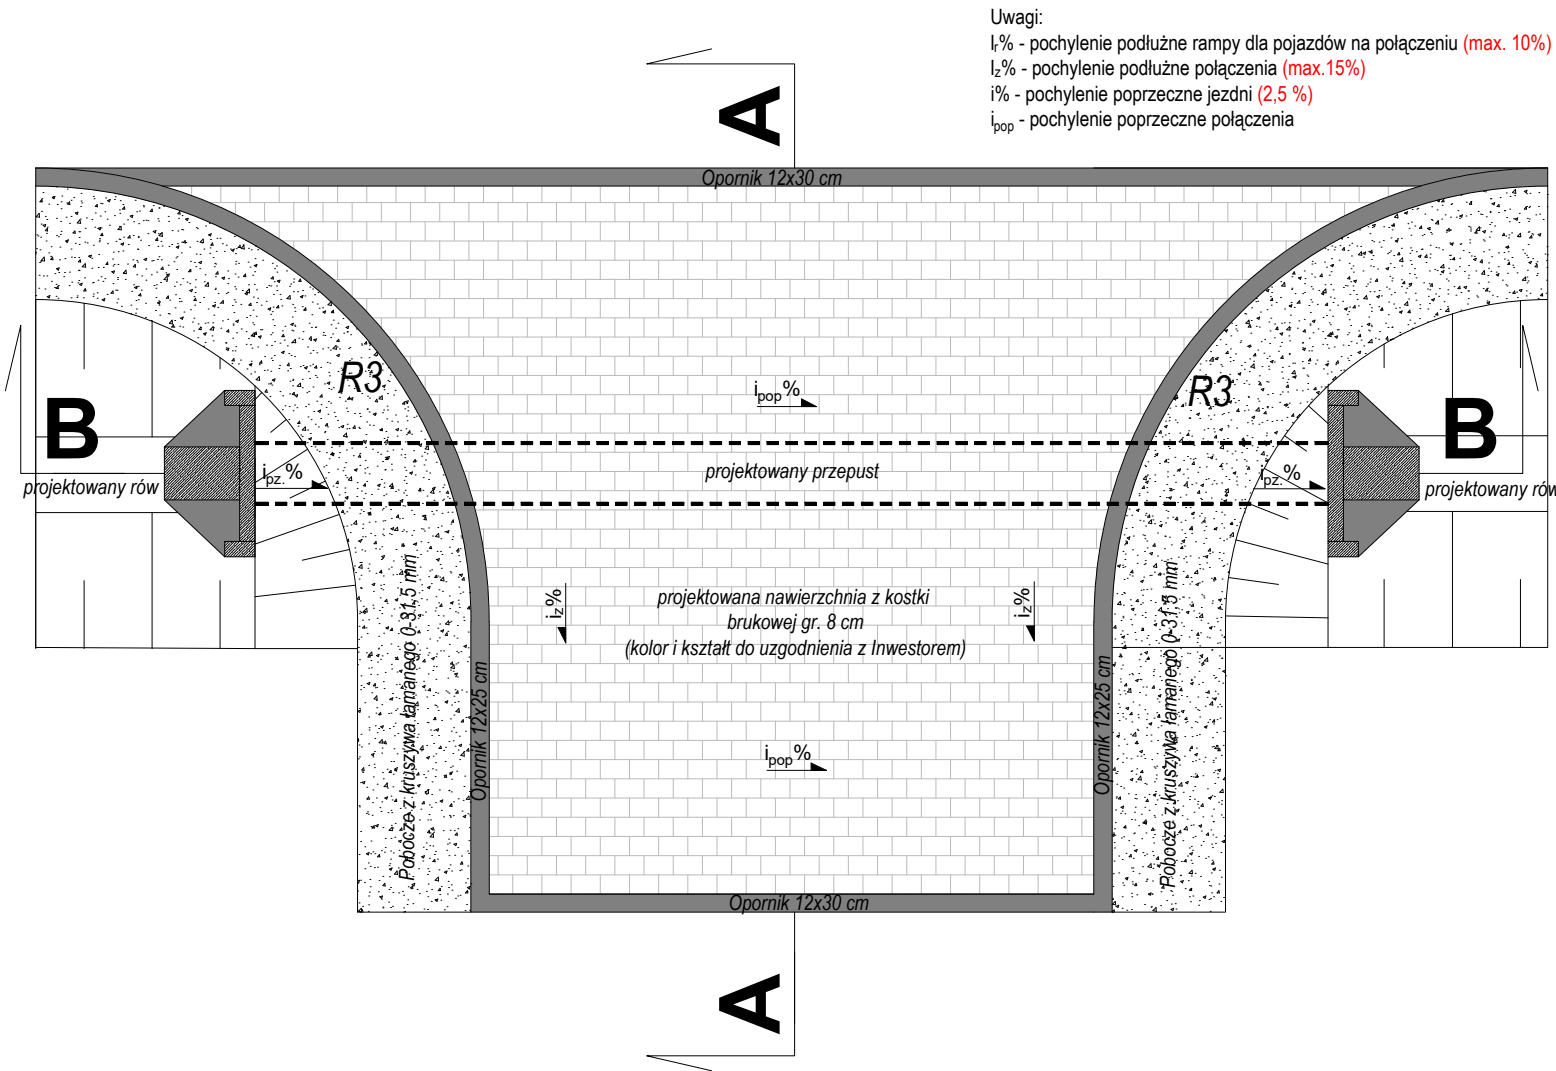 Uwagi:
Ir% - pochylenie podłużne rampy dla pojazdów na połączeniu (max. 10%)
Iz% - pochylenie podłużne połączenia (max.15%)
i% - pochylenie poprzeczne jezdni (2,5 %)
ipop - pochylenie poprzeczne połączenia
A
Opornik 12x30 cm
R3
R3
ipop%
B
B
projektowany przepust
ipz.%
ipz.%
projektowany rów
projektowany rów
iz%
iz%
projektowana nawierzchnia z kostki
brukowej gr. 8 cm
(kolor i kształt do uzgodnienia z Inwestorem)
Pobocze z kruszywa łamanego 0-31,5 mm
Opornik 12x25 cm
Opornik 12x25 cm
Pobocze z kruszywa łamanego 0-31,5 mm
ipop%
Opornik 12x30 cm
A